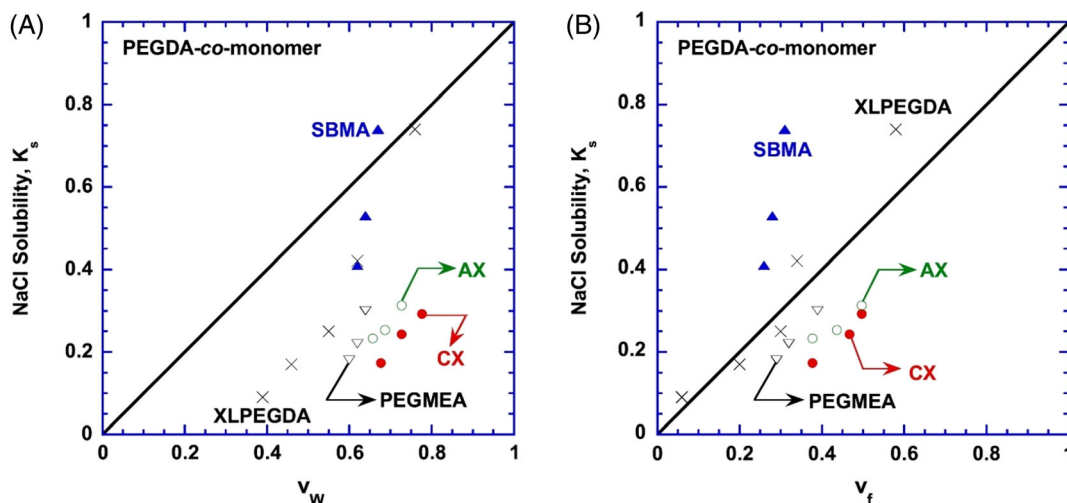 (A)
PEGDA-co-monomer
NaCl Solubility, Ks
1
0.8
0.6
0.4
0.2
0
SBMA
AX
CX
PEGMEA
XLPEGDA
0
0.2
0.4
0.6
0.8
1
vW
(B)
PEGDA-co-monomer
NaCl Solubility, Ks
1
0.8
0.6
0.4
0.2
0
XLPEGDA
SBMA
AX
CX
PEGMEA
0
0.2
0.4
0.6
0.8
1
vf